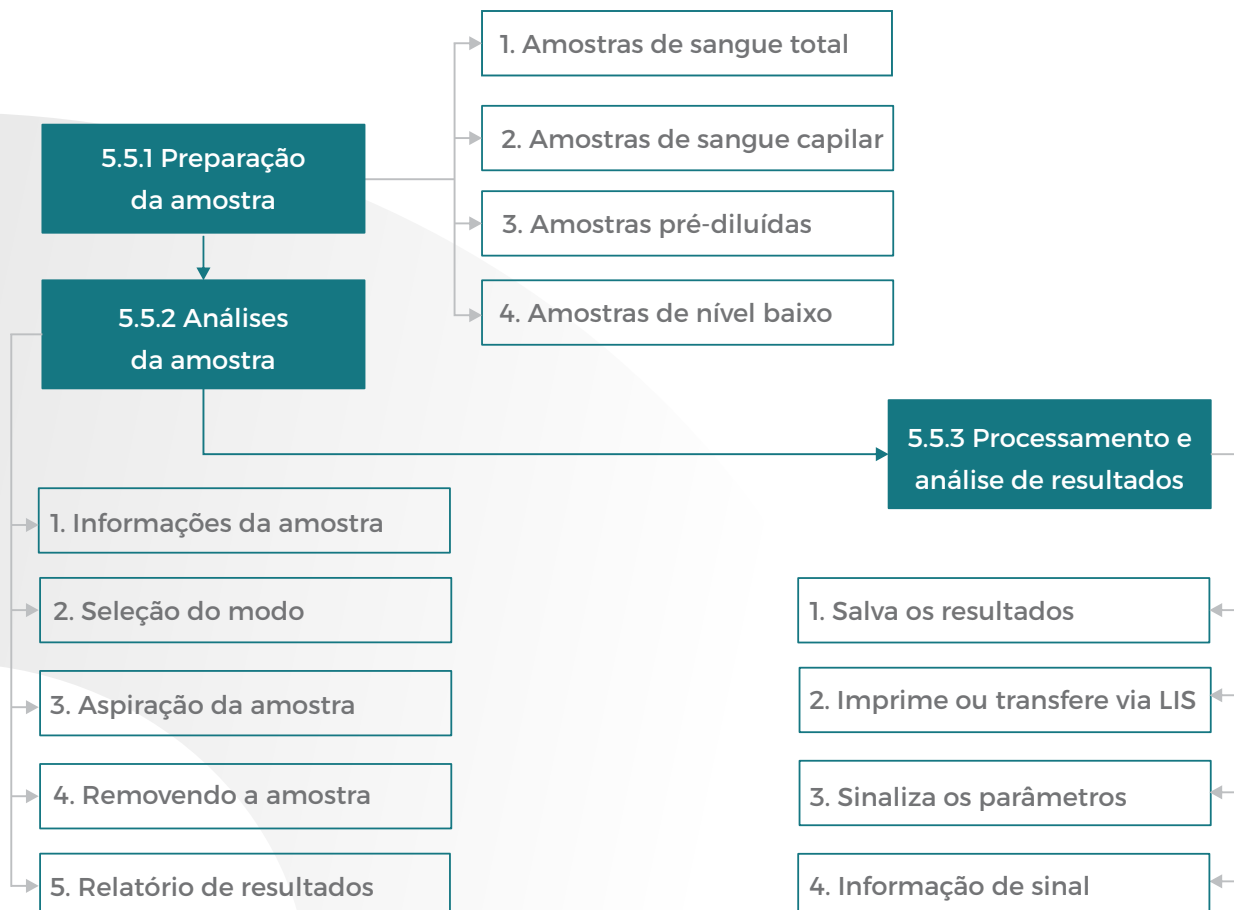 1. Amostras de sangue total
5.5.1 Preparação
da amostra
2. Amostras de sangue capilar
3. Amostras pré-diluídas
5.5.2 Análises
da amostra
4. Amostras de nível baixo
5.5.3 Processamento e
análise de resultados
1. Informações da amostra
2. Seleção do modo
3. Aspiração da amostra
4. Removendo a amostra
5. Relatório de resultados
1. Salva os resultados
2. Imprime ou transfere via LIS
3. Sinaliza os parâmetros
4. Informação de sinal